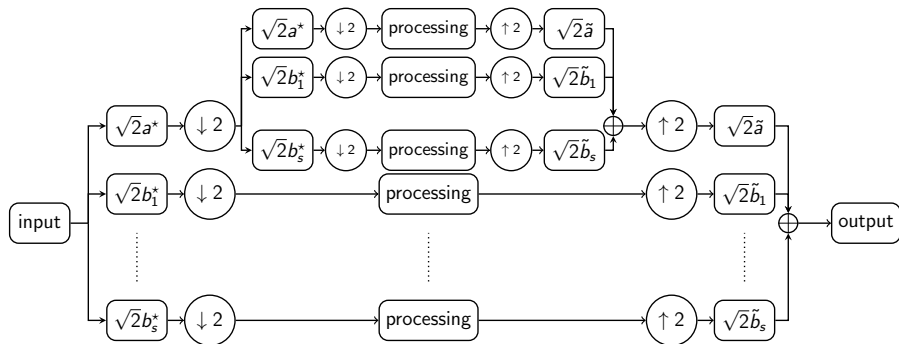 √2a⋆ ↓2 processing ↑2 √2ã
√2b₁⋆ ↓2 processing ↑2 √2b̃₁
√2a⋆ ↓2 ↑2 √2ã
√2bₛ⋆ ↓2 processing ↑2 √2b̃ₛ
√2b₁⋆ ↓2 processing ↑2 √2b̃₁
input output
√2bₛ⋆ ↓2 processing ↑2 √2b̃ₛ